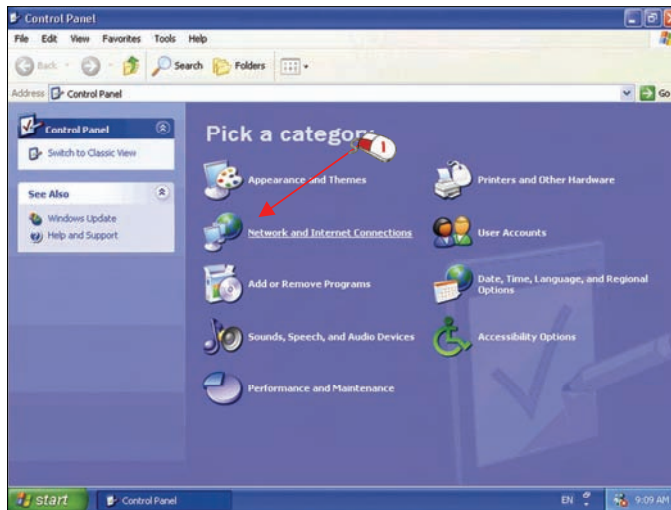 Control Panel
File Edit View Favorites Tools Help
Back Search Folders
Address Control Panel Go
Control Panel
Switch to Classic View
See Also
Windows Update
Help and Support
Pick a category
1
Appearance and Themes
Printers and Other Hardware
Network and Internet Connections
User Accounts
Add or Remove Programs
Date, Time, Language, and Regional
Options
Sounds, Speech, and Audio Devices
Accessibility Options
Performance and Maintenance
start Control Panel EN 9:09 AM